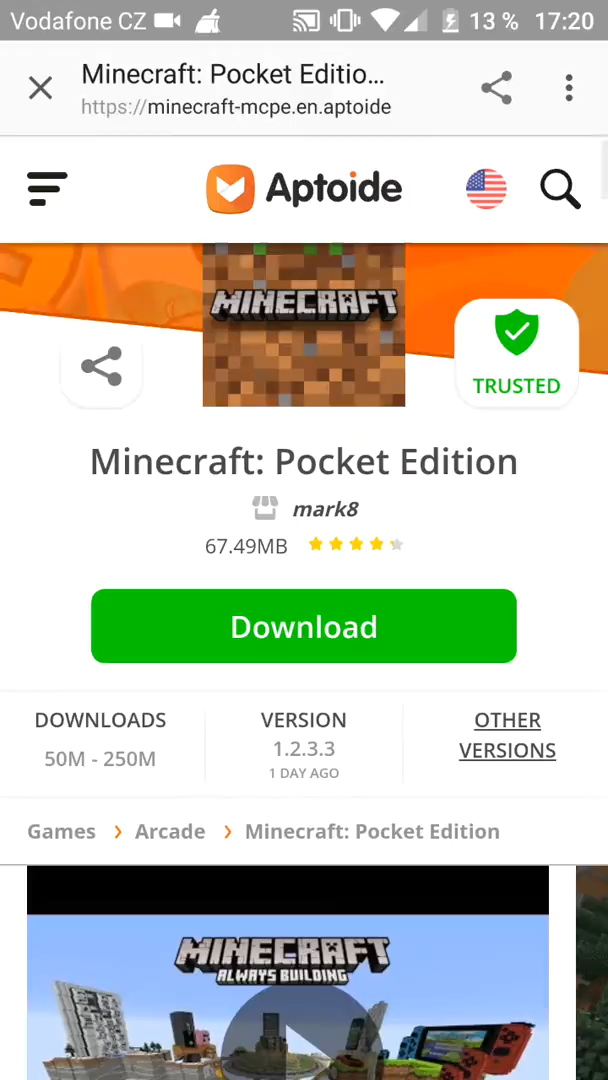 Vodafone CZ 13 % 17:20
Minecraft: Pocket Editio...
https://minecraft-mcpe.en.aptoide
Aptoide
MINECRAFT
TRUSTED
Minecraft: Pocket Edition
mark8
67.49MB
Download
DOWNLOADS
50M - 250M
VERSION
1.2.3.3
1 DAY AGO
OTHER
VERSIONS
Games › Arcade › Minecraft: Pocket Edition
MINECRAFT
ALWAYS BUILDING